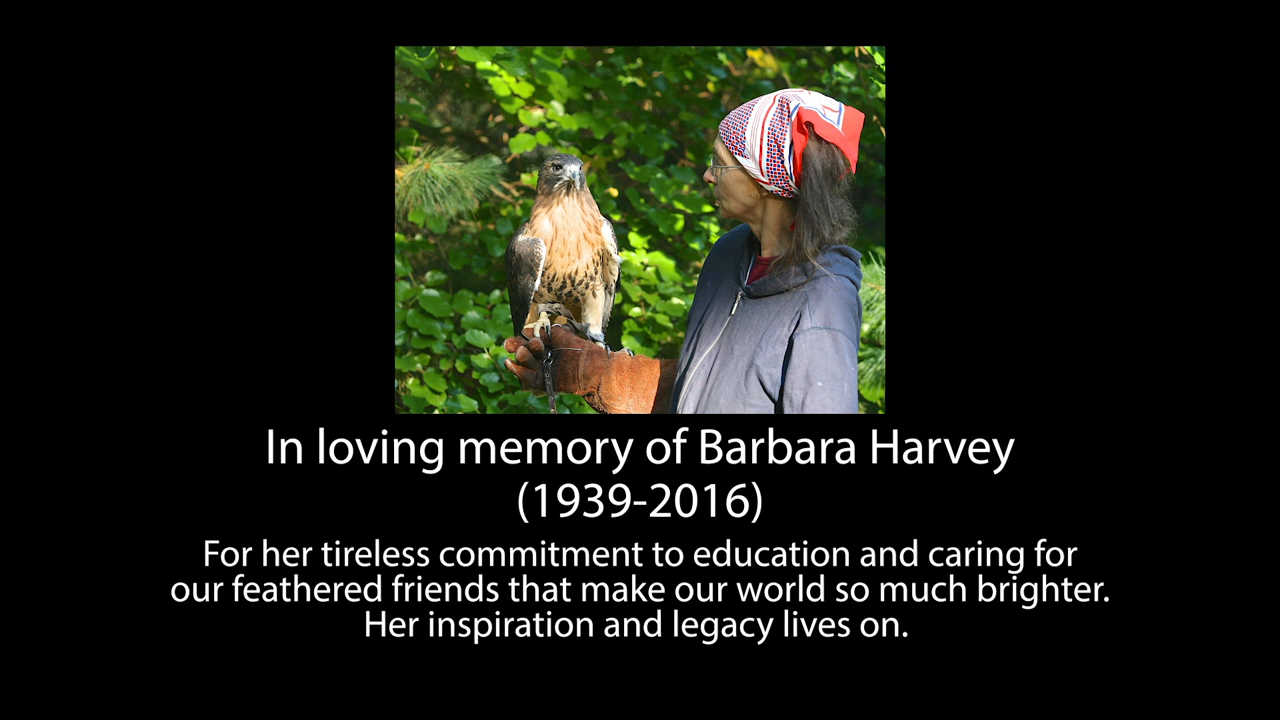 In loving memory of Barbara Harvey
(1939-2016)
For her tireless commitment to education and caring for
our feathered friends that make our world so much brighter.
Her inspiration and legacy lives on.